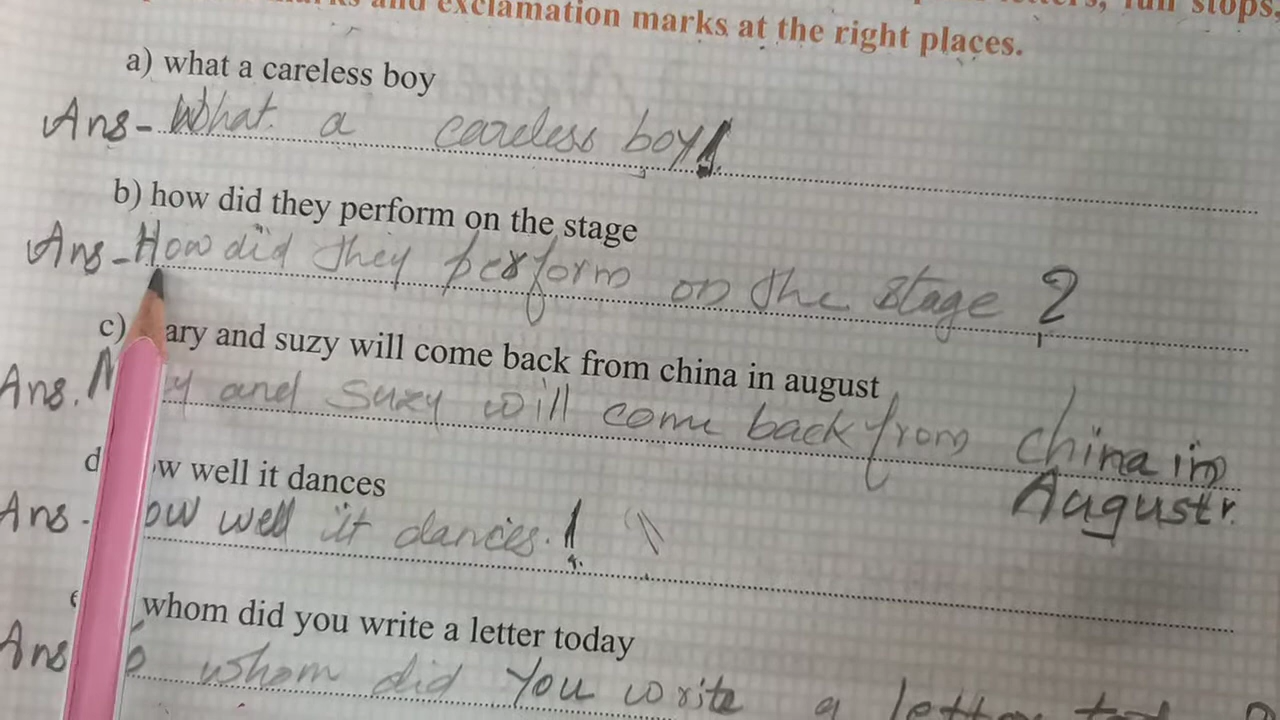 and exclamation marks at the right places.
a) what a careless boy
Ans- What a careless boy!
b) how did they perform on the stage
Ans- How did they perform on the stage ?
c) ary and suzy will come back from china in august
Ans. M y and suzy will come back from china in
August.
d ow well it dances
Ans - ow well it dances. !
whom did you write a letter today
Ans o whom did you write a